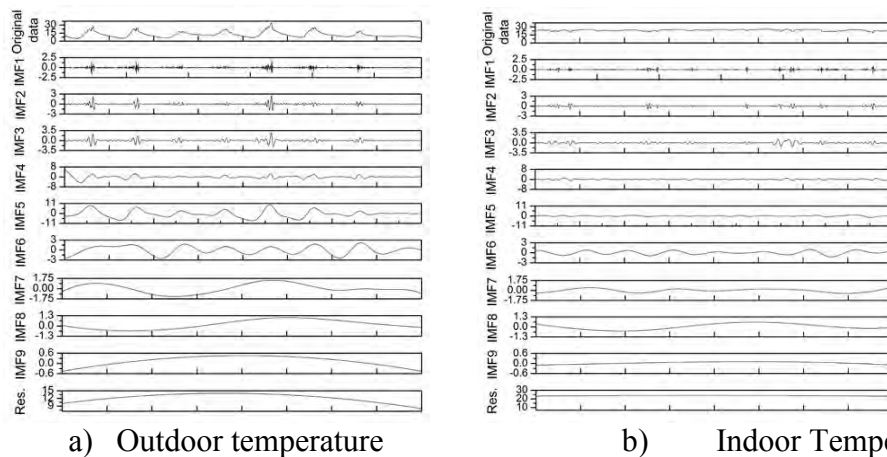 Original data
30
15
0
IMF1
2.5
0.0
-2.5
IMF2
3
0
-3
IMF3
3.5
0.0
-3.5
IMF4
8
0
-8
IMF5
11
0
-11
IMF6
3
0
-3
IMF7
1.75
0.00
-1.75
IMF8
1.3
0.0
-1.3
IMF9
0.6
0.0
-0.6
Res.
15
12
9
a) Outdoor temperature
Original data
30
15
0
IMF1
2.5
0.0
-2.5
IMF2
3
0
-3
IMF3
3.5
0.0
-3.5
IMF4
8
0
-8
IMF5
11
0
-11
IMF6
3
0
-3
IMF7
1.75
0.00
-1.75
IMF8
1.3
0.0
-1.3
IMF9
0.6
0.0
-0.6
Res.
30
20
10
b) Indoor Tempe